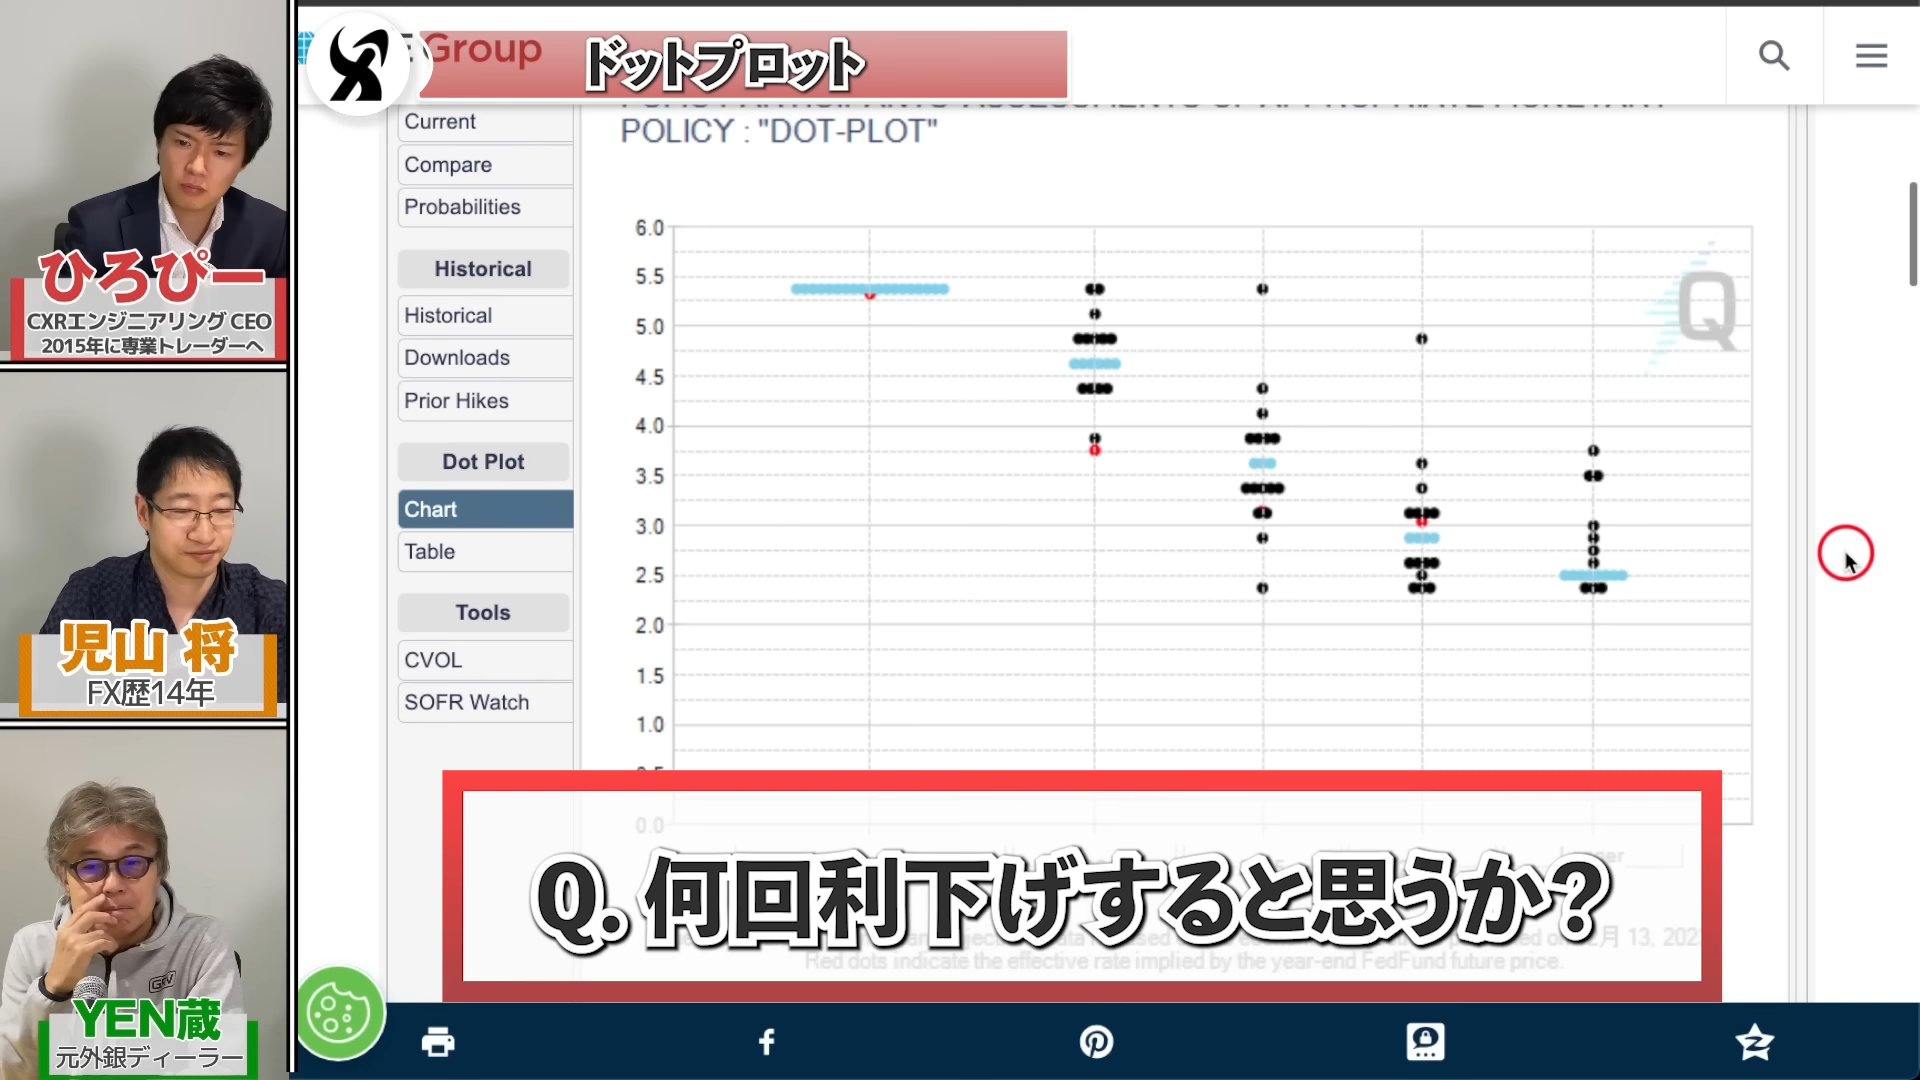 Group
ドットプロット
POLICY : "DOT-PLOT"
Current
Compare
Probabilities
Historical
Historical
Downloads
Prior Hikes
Dot Plot
Chart
Table
Tools
CVOL
SOFR Watch
6.0
5.5
5.0
4.5
4.0
3.5
3.0
2.5
2.0
1.5
1.0
0.0
Q
Q. 何回利下げすると思うか?
Red dots indicate the effective rate implied by the year-end FedFund future price.
ひろぴー
CXRエンジニアリング CEO
2015年に専業トレーダーへ
児山 将
FX歴14年
YEN蔵
元外銀ディーラー